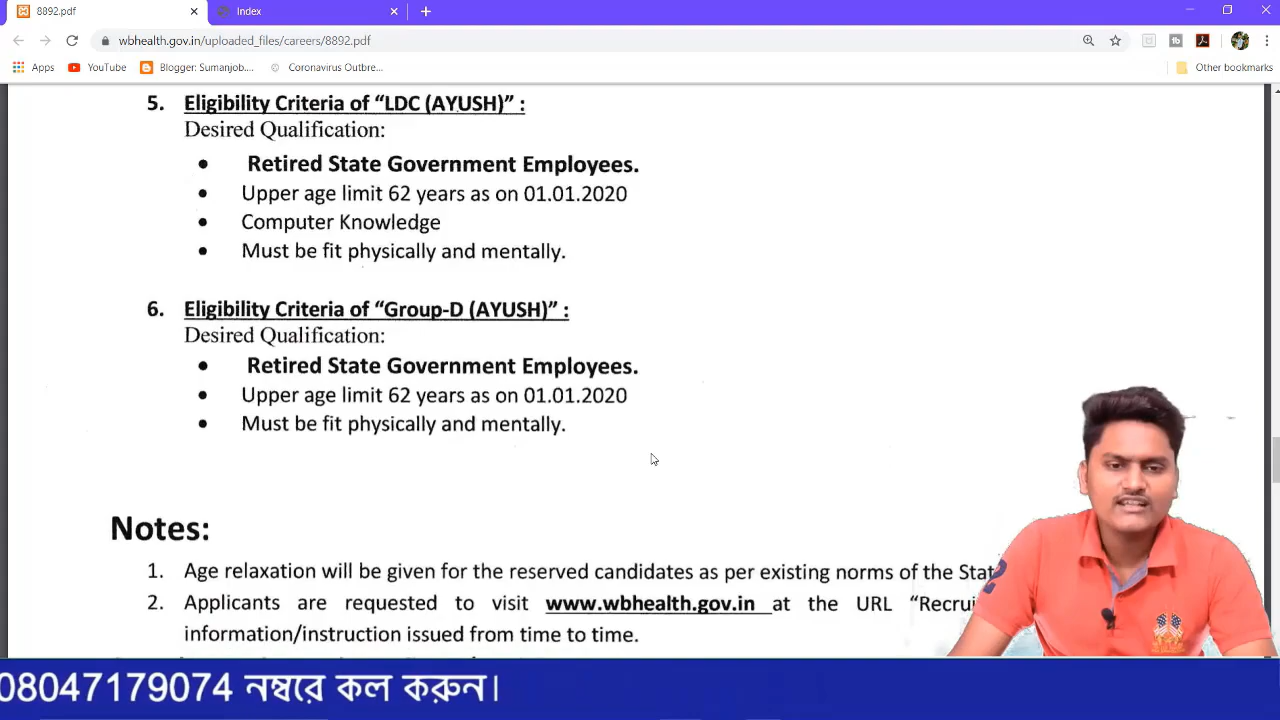 8892.pdf
Index
wbhealth.gov.in/uploaded_files/careers/8892.pdf
Apps YouTube Blogger: Sumanjob.... Coronavirus Outbre... Other bookmarks
5. Eligibility Criteria of “LDC (AYUSH)” :
Desired Qualification:
• Retired State Government Employees.
• Upper age limit 62 years as on 01.01.2020
• Computer Knowledge
• Must be fit physically and mentally.
6. Eligibility Criteria of “Group-D (AYUSH)” :
Desired Qualification:
• Retired State Government Employees.
• Upper age limit 62 years as on 01.01.2020
• Must be fit physically and mentally.
Notes:
1. Age relaxation will be given for the reserved candidates as per existing norms of the Stat
2. Applicants are requested to visit www.wbhealth.gov.in at the URL “Recrui
information/instruction issued from time to time.
08047179074 নম্বরে কল করুন।